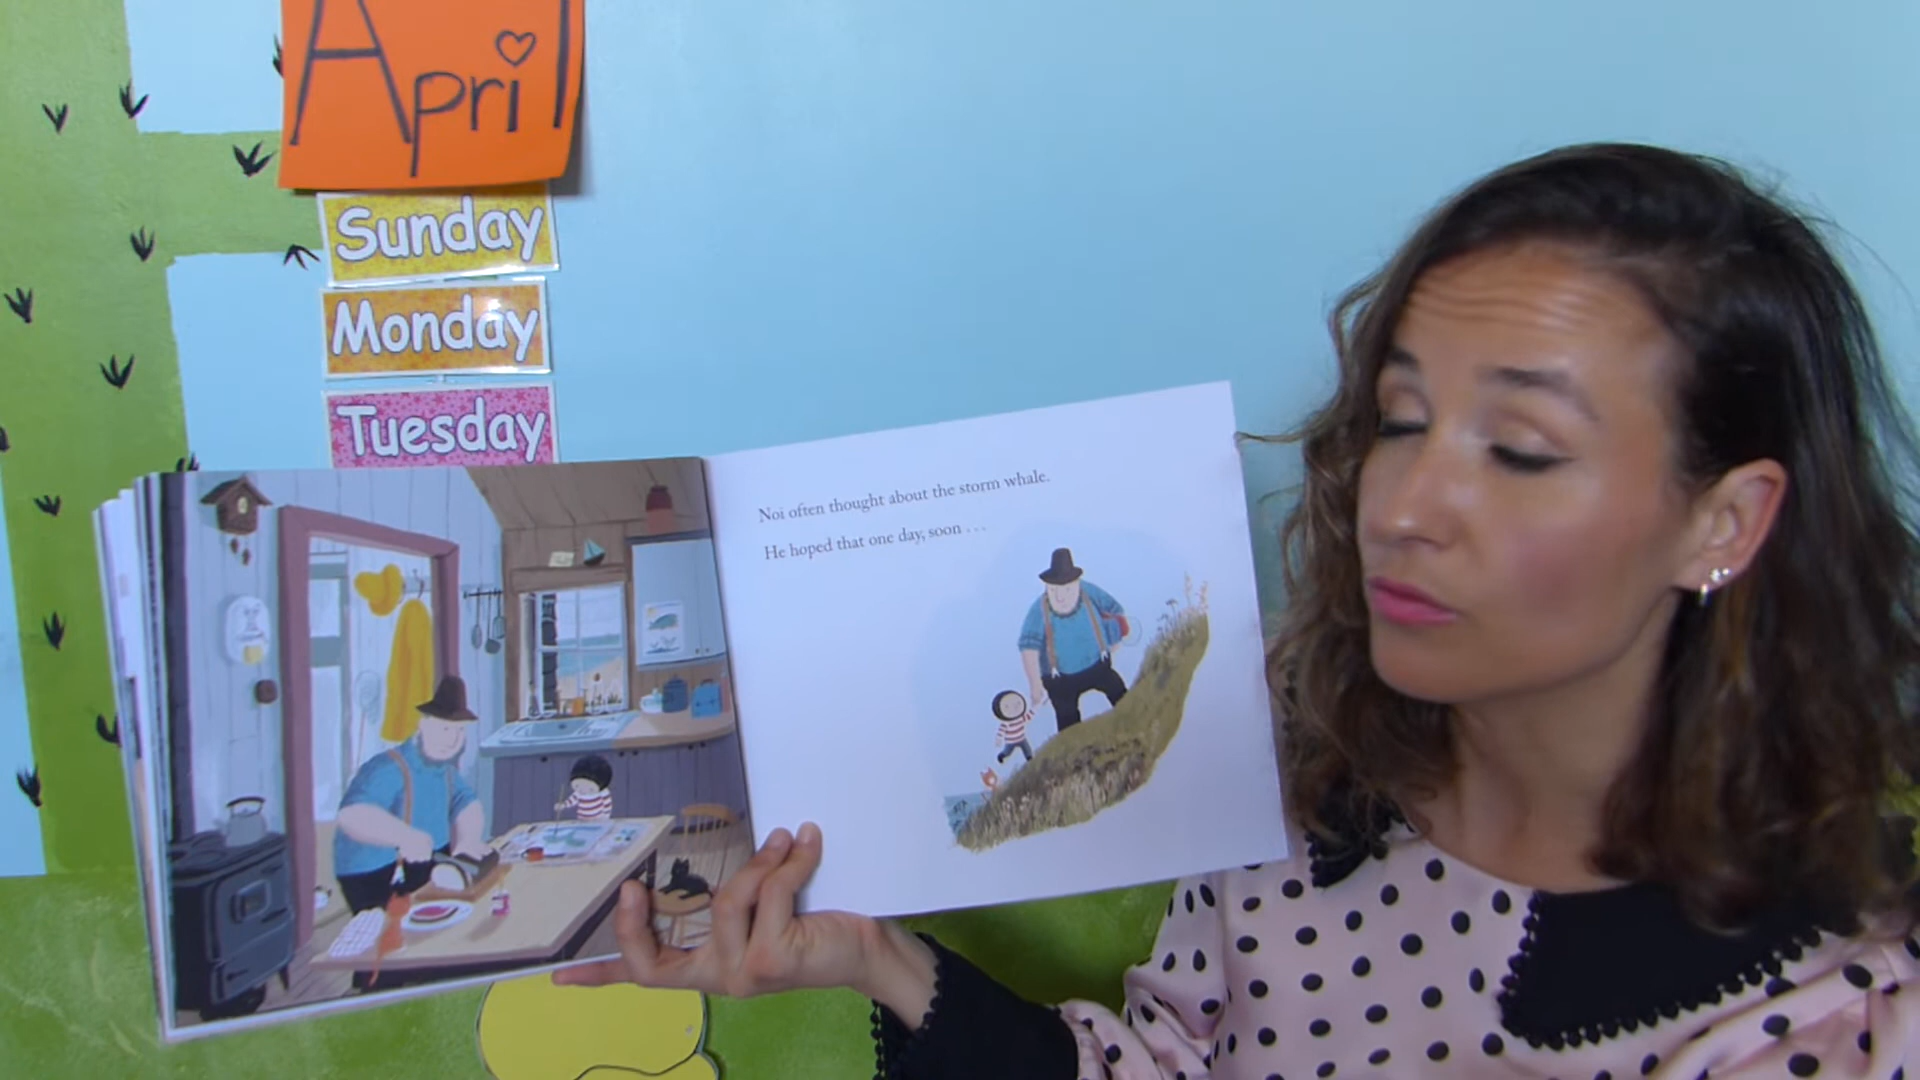 April
Sunday
Monday
Tuesday
Noi often thought about the storm whale.
He hoped that one day, soon . . .